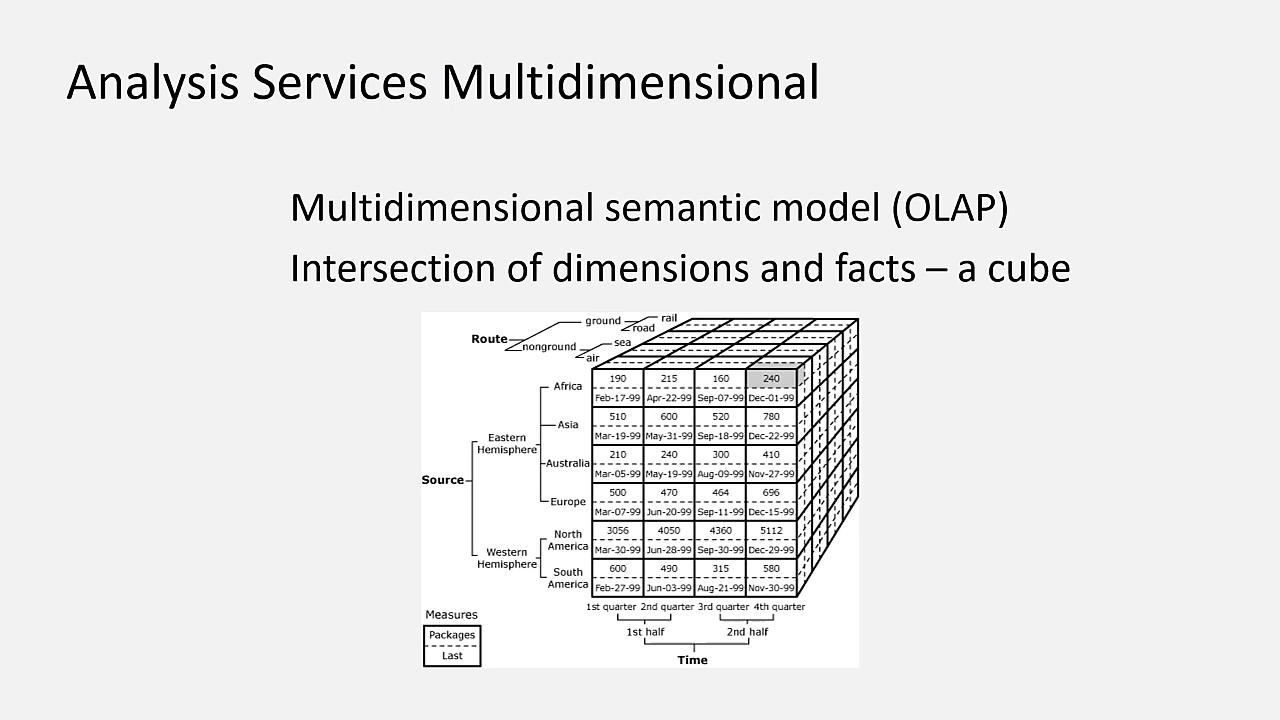 Analysis Services Multidimensional
Multidimensional semantic model (OLAP)
Intersection of dimensions and facts – a cube
Route
ground
rail
road
nonground
sea
air
Source
Eastern
Hemisphere
Western
Hemisphere
Africa
190 215 160 240
Feb-17-99 Apr-22-99 Sep-07-99 Dec-01-99
Asia
510 600 520 780
Mar-19-99 May-31-99 Sep-18-99 Dec-22-99
Australia
210 240 300 410
Mar-05-99 May-19-99 Aug-09-99 Nov-27-99
Europe
500 470 464 696
Mar-07-99 Jun-20-99 Sep-11-99 Dec-15-99
North
America
3056 4050 4360 5112
Mar-30-99 Jun-28-99 Sep-30-99 Dec-29-99
South
America
600 490 315 580
Feb-27-99 Jun-03-99 Aug-21-99 Nov-30-99
1st quarter 2nd quarter 3rd quarter 4th quarter
1st half 2nd half
Time
Measures
Packages
Last